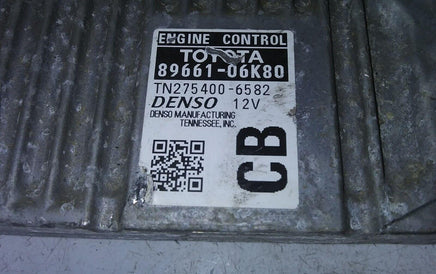 ENGINE CONTROL
TOYOTA
89661-06K80
TN275400-6582
DENSO 12V
DENSO MANUFACTURING
TENNESSEE, INC.
CB